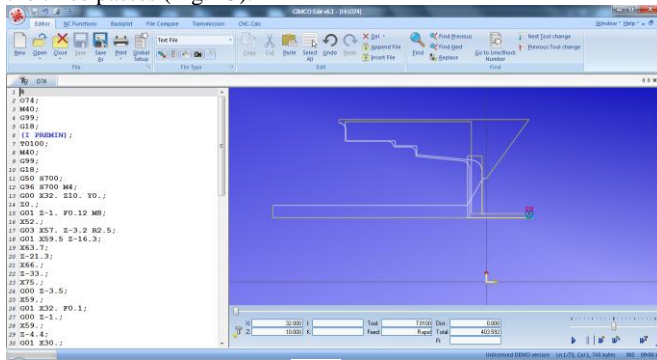 CIMCO Edit v6.1 - [H:\O74]
Editor NC Functions Backplot File Compare Transmission CNC-Calc Window Help
New Open Close Save Save As Print Global Setup
Text File
Copy Cut Paste Select All Undo Redo
Del
Append File
Insert File
Find
Find Previous
Find Next
Replace
Go to Line/Block Number
Next Tool change
Previous Tool change
File File Type Edit Find
O74
1 %
2 O74;
3 M40;
4 G99;
5 G18;
6 (I PREMIN);
7 T0100;
8 M40;
9 G99;
10 G18;
11 G50 S700;
12 G96 S700 M4;
13 G00 X32. Z10. Y0.;
14 Z0.;
15 G01 Z-1. F0.12 M8;
16 X52.;
17 G03 X57. Z-3.2 R2.5;
18 G01 X59.5 Z-16.3;
19 X63.7;
20 Z-21.3;
21 X66.;
22 Z-33.;
23 X75.;
24 G00 Z-3.5;
25 X59.;
26 G01 X32. F0.1;
27 G00 Z-1.;
28 X59.;
29 Z-4.4;
30 G01 X30.;
X: 32.000 I: Tool: T0100 Dist.: 0.000
Z: 10.000 K: Feed: Rapid Total: 403.592
R:
Unlicensed DEMO version Ln 1/73, Col 1, 745 bytes